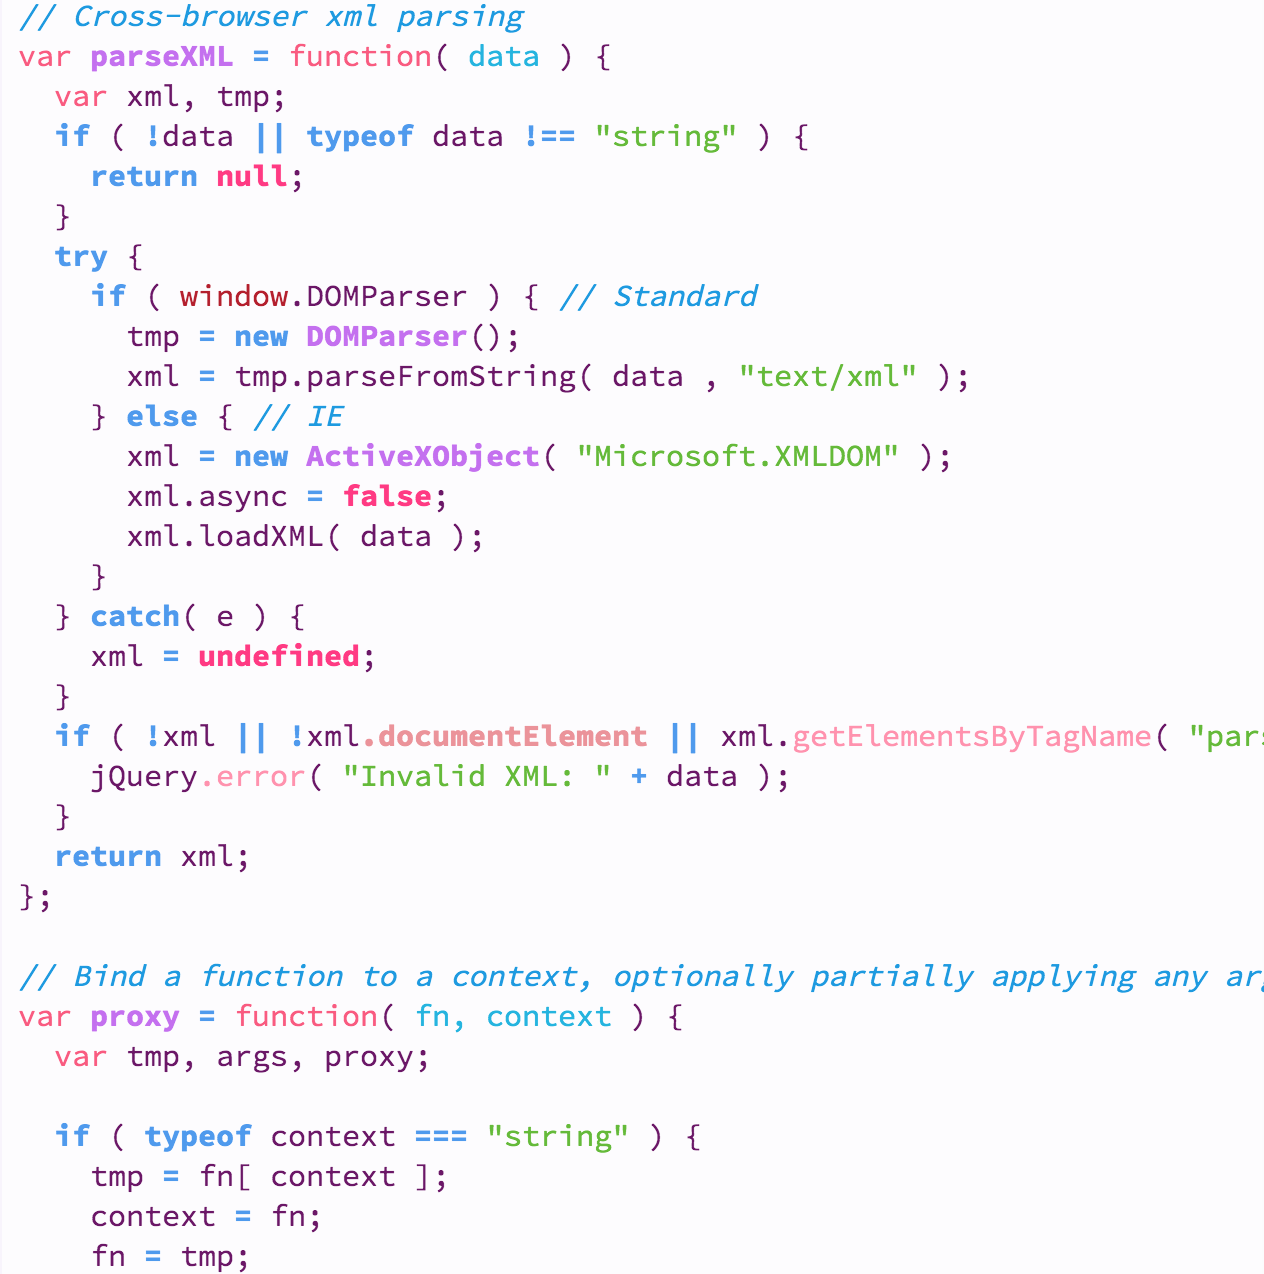 // Cross-browser xml parsing
var parseXML = function( data ) {
  var xml, tmp;
  if ( !data || typeof data !== "string" ) {
    return null;
  }
  try {
    if ( window.DOMParser ) { // Standard
      tmp = new DOMParser();
      xml = tmp.parseFromString( data , "text/xml" );
    } else { // IE
      xml = new ActiveXObject( "Microsoft.XMLDOM" );
      xml.async = false;
      xml.loadXML( data );
    }
  } catch( e ) {
    xml = undefined;
  }
  if ( !xml || !xml.documentElement || xml.getElementsByTagName( "pars
    jQuery.error( "Invalid XML: " + data );
  }
  return xml;
};

// Bind a function to a context, optionally partially applying any arg
var proxy = function( fn, context ) {
  var tmp, args, proxy;

  if ( typeof context === "string" ) {
    tmp = fn[ context ];
    context = fn;
    fn = tmp;